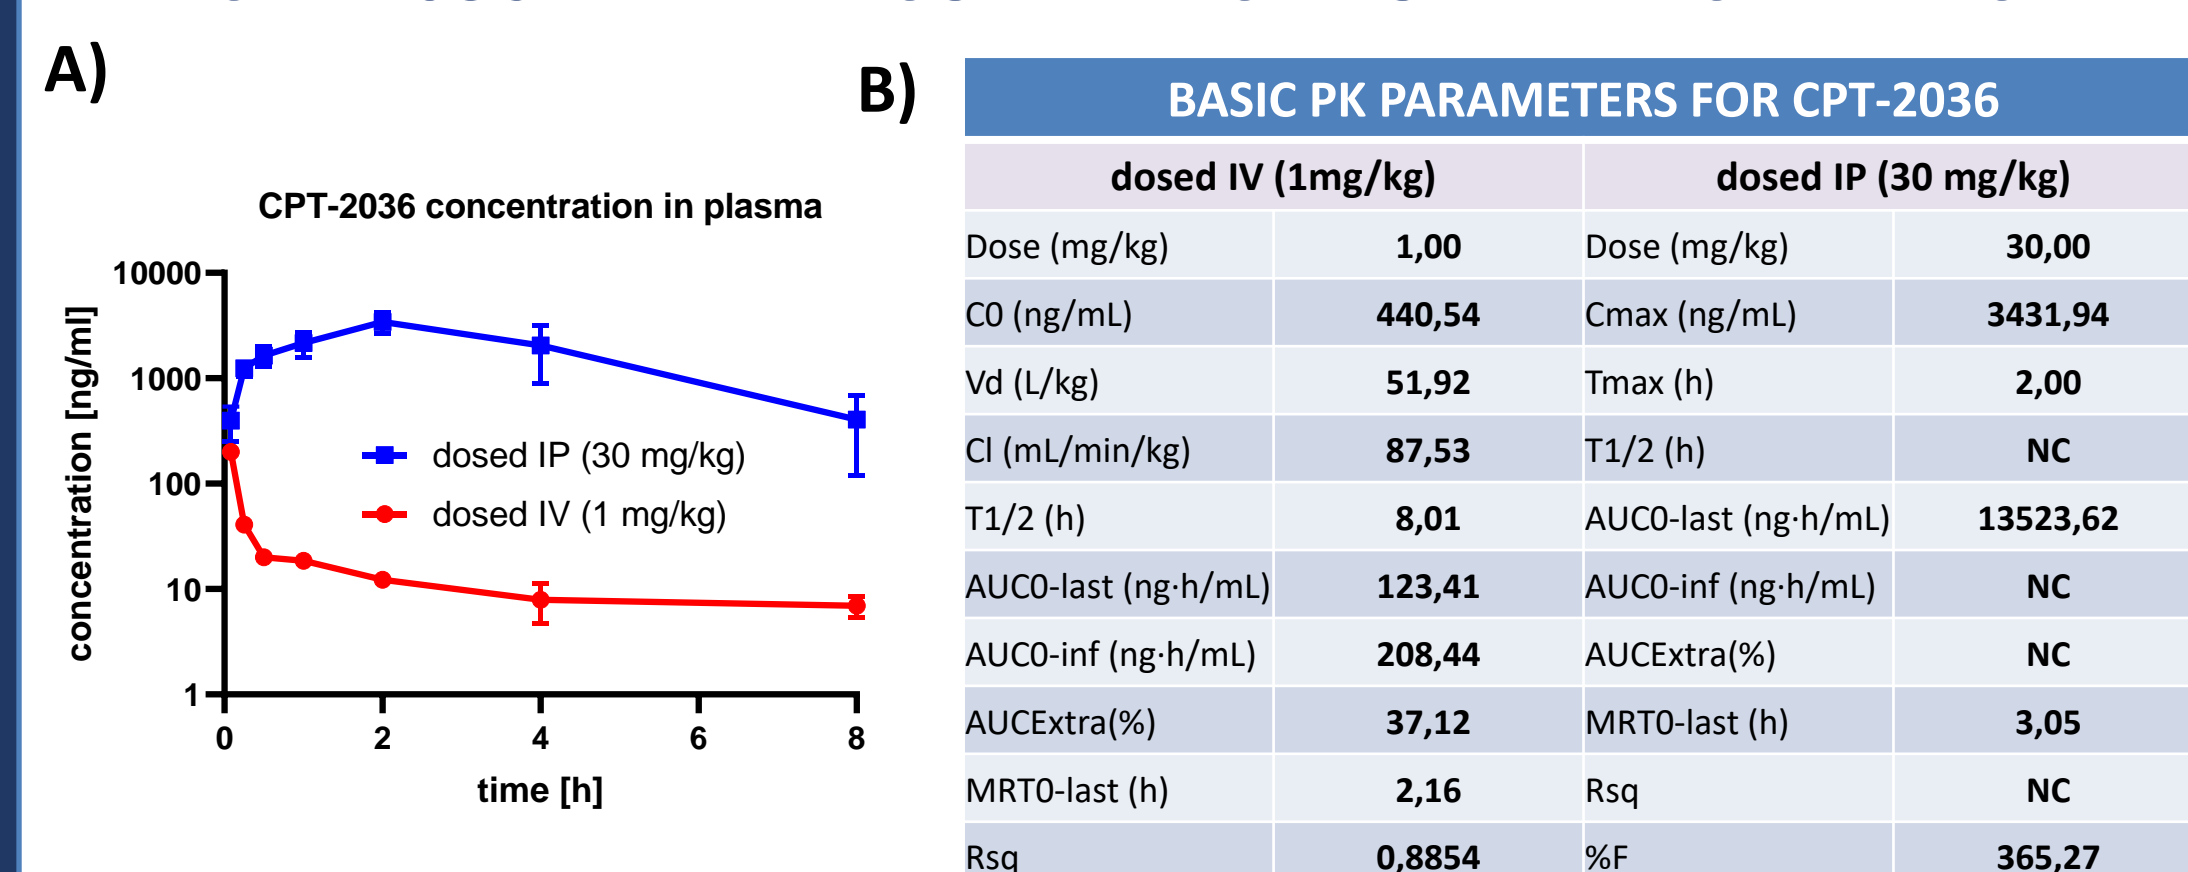 A)
CPT-2036 concentration in plasma
concentration [ng/ml]
10000
1000
100
10
1
dosed IP (30 mg/kg)
dosed IV (1 mg/kg)
0 2 4 6 8
time [h]
B)
BASIC PK PARAMETERS FOR CPT-2036
dosed IV (1mg/kg) dosed IP (30 mg/kg)
Dose (mg/kg) 1,00 Dose (mg/kg) 30,00
C0 (ng/mL) 440,54 Cmax (ng/mL) 3431,94
Vd (L/kg) 51,92 Tmax (h) 2,00
Cl (mL/min/kg) 87,53 T1/2 (h) NC
T1/2 (h) 8,01 AUC0-last (ng·h/mL) 13523,62
AUC0-last (ng·h/mL) 123,41 AUC0-inf (ng·h/mL) NC
AUC0-inf (ng·h/mL) 208,44 AUCExtra(%) NC
AUCExtra(%) 37,12 MRT0-last (h) 3,05
MRT0-last (h) 2,16 Rsq NC
Rsq 0,8854 %F 365,27